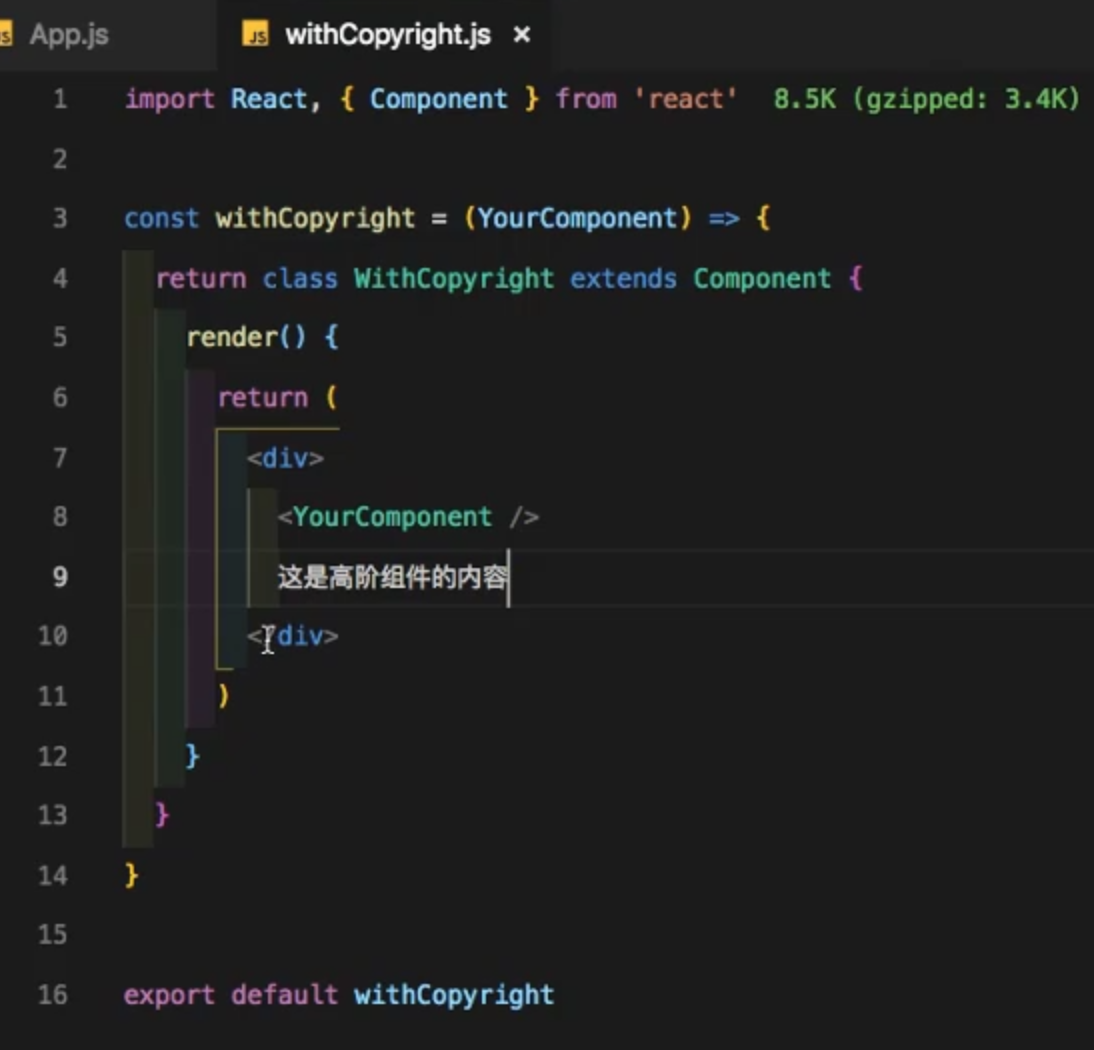 JS App.js JS withCopyright.js ×
1 import React, { Component } from 'react' 8.5K (gzipped: 3.4K)
2
3 const withCopyright = (YourComponent) => {
4 return class WithCopyright extends Component {
5 render() {
6 return (
7 <div>
8 <YourComponent />
9 这是高阶组件的内容
10 </div>
11 )
12 }
13 }
14 }
15
16 export default withCopyright